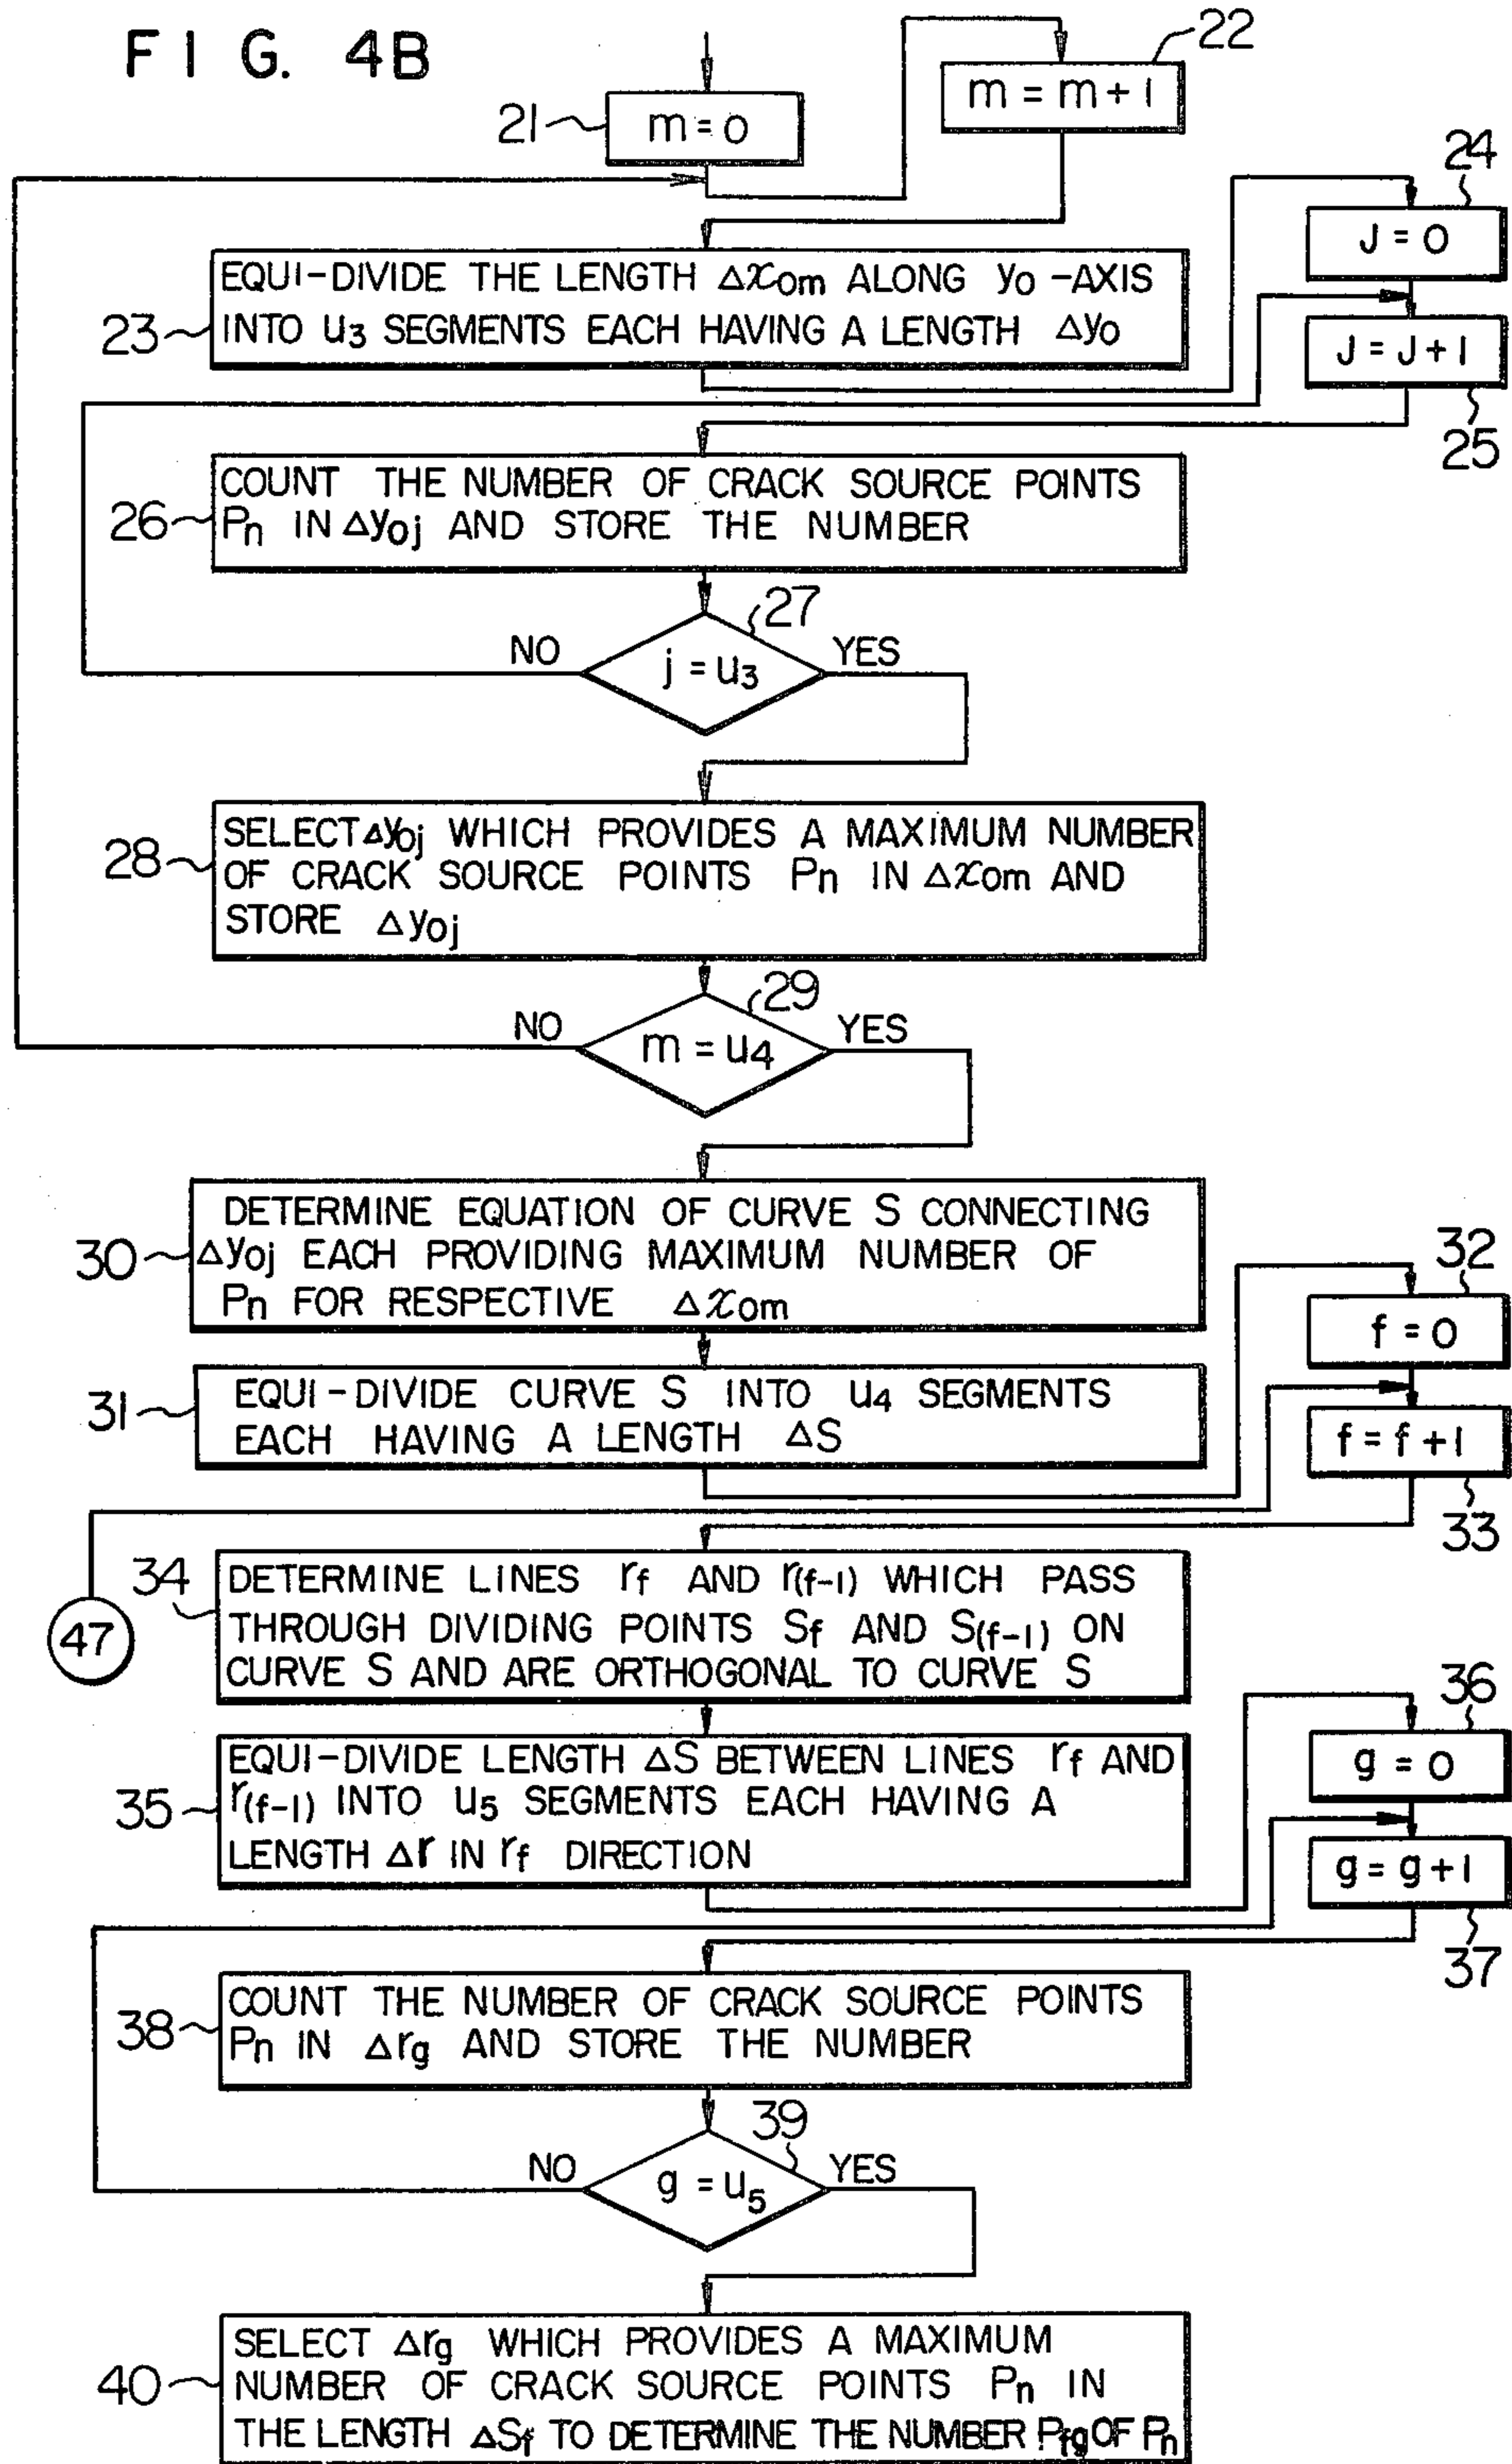 FIG. 4B
22
m = m + 1
21
m = 0
24
J = 0
EQUI-DIVIDE THE LENGTH Δx0m ALONG y0-AXIS
23
INTO u3 SEGMENTS EACH HAVING A LENGTH Δy0
J = J + 1
25
COUNT THE NUMBER OF CRACK SOURCE POINTS
26
Pn IN Δy0j AND STORE THE NUMBER
27
NO
j = u3
YES
SELECT Δy0j WHICH PROVIDES A MAXIMUM NUMBER
28
OF CRACK SOURCE POINTS Pn IN Δx0m AND
STORE Δy0j
29
NO
m = u4
YES
DETERMINE EQUATION OF CURVE S CONNECTING
30
Δy0j EACH PROVIDING MAXIMUM NUMBER OF
Pn FOR RESPECTIVE Δx0m
32
f = 0
31
EQUI-DIVIDE CURVE S INTO u4 SEGMENTS
EACH HAVING A LENGTH ΔS
f = f + 1
33
34
DETERMINE LINES rf AND r(f-1) WHICH PASS
THROUGH DIVIDING POINTS Sf AND S(f-1) ON
CURVE S AND ARE ORTHOGONAL TO CURVE S
47
36
g = 0
EQUI-DIVIDE LENGTH ΔS BETWEEN LINES rf AND
35
r(f-1) INTO u5 SEGMENTS EACH HAVING A
LENGTH Δr IN rf DIRECTION
g = g + 1
37
COUNT THE NUMBER OF CRACK SOURCE POINTS
38
Pn IN Δrg AND STORE THE NUMBER
39
NO
g = u5
YES
SELECT Δrg WHICH PROVIDES A MAXIMUM
40
NUMBER OF CRACK SOURCE POINTS Pn IN
THE LENGTH ΔSf TO DETERMINE THE NUMBER Pfg OF Pn